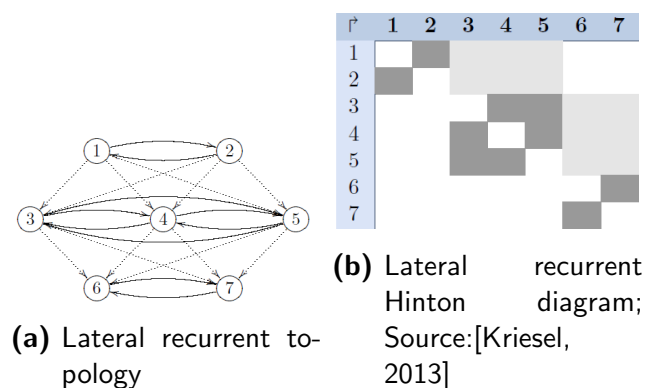 1 2
3 4 5
6 7
(a) Lateral recurrent to-
pology
↱ 1 2 3 4 5 6 7
1
2
3
4
5
6
7
(b) Lateral recurrent
Hinton diagram;
Source:[Kriesel,
2013]